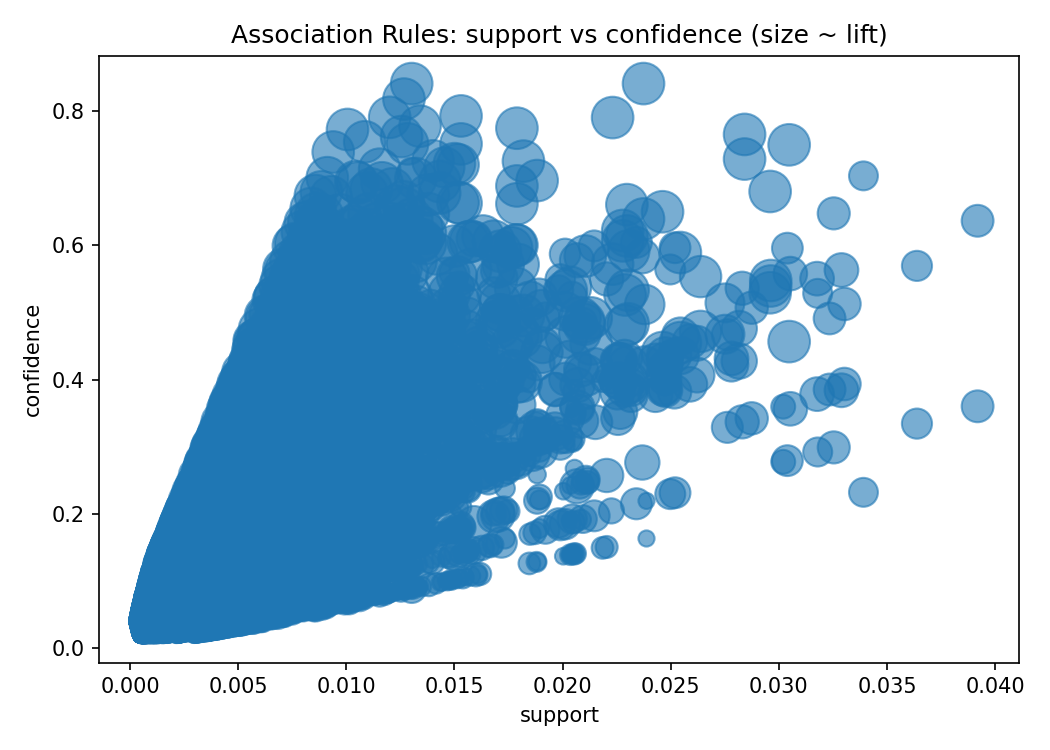 Association Rules: support vs confidence (size ~ lift)
confidence
0.8
0.6
0.4
0.2
0.0
0.000 0.005 0.010 0.015 0.020 0.025 0.030 0.035 0.040
support